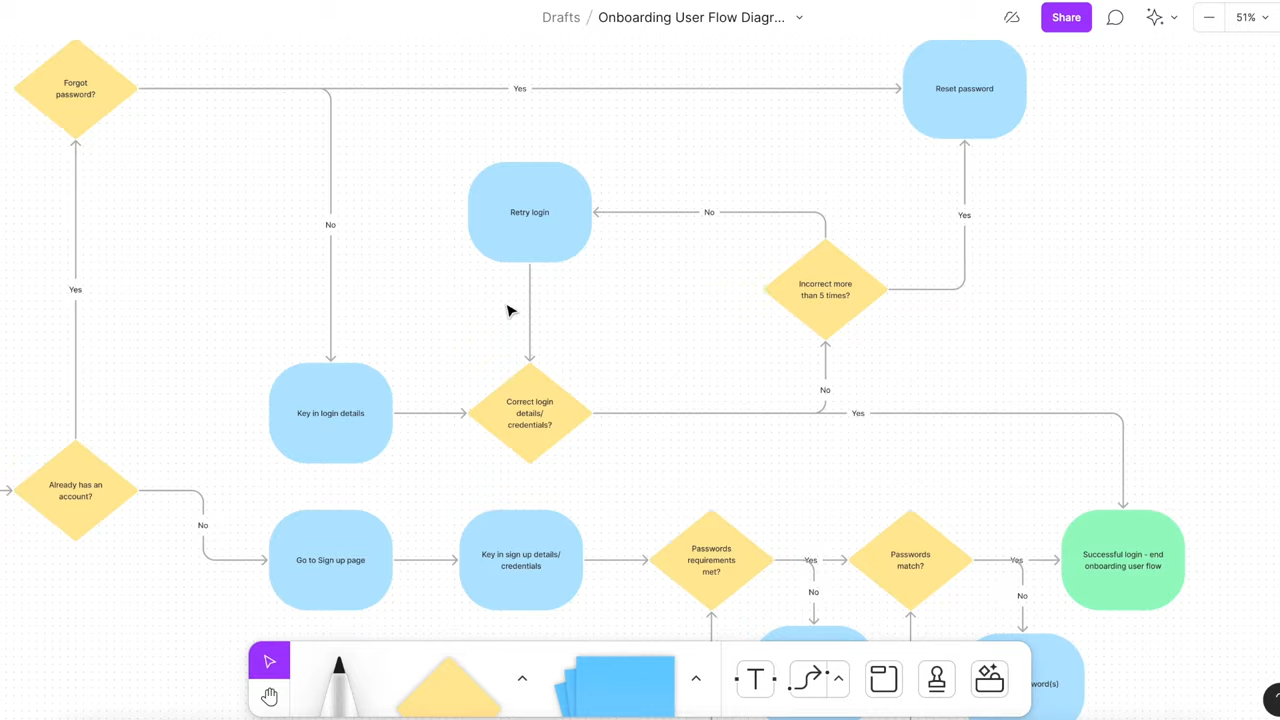 Drafts / Onboarding User Flow Diagr...
Share
51%
Forgot
password?
Yes
Reset password
No
Retry login
No
Yes
Yes
Incorrect more
than 5 times?
No
Key in login details
Correct login
details/
credentials?
Yes
Already has an
account?
No
Go to Sign up page
Key in sign up details/
credentials
Passwords
requirements
met?
Yes
No
Passwords
match?
Yes
No
Successful login - end
onboarding user flow
word(s)
T